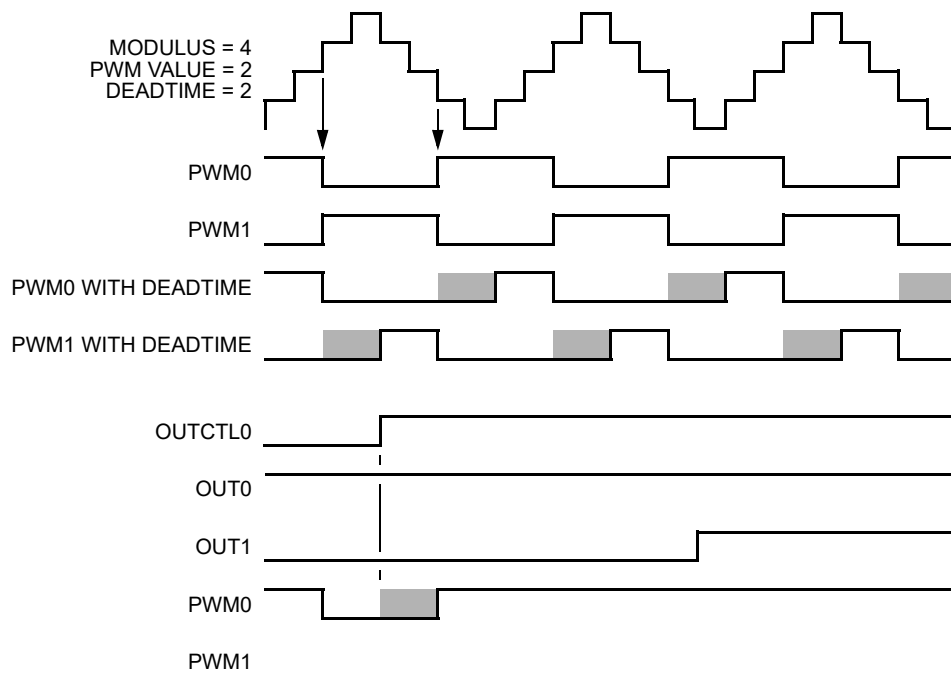 MODULUS = 4
PWM VALUE = 2
DEADTIME = 2
PWM0
PWM1
PWM0 WITH DEADTIME
PWM1 WITH DEADTIME
OUTCTL0
OUT0
OUT1
PWM0
PWM1